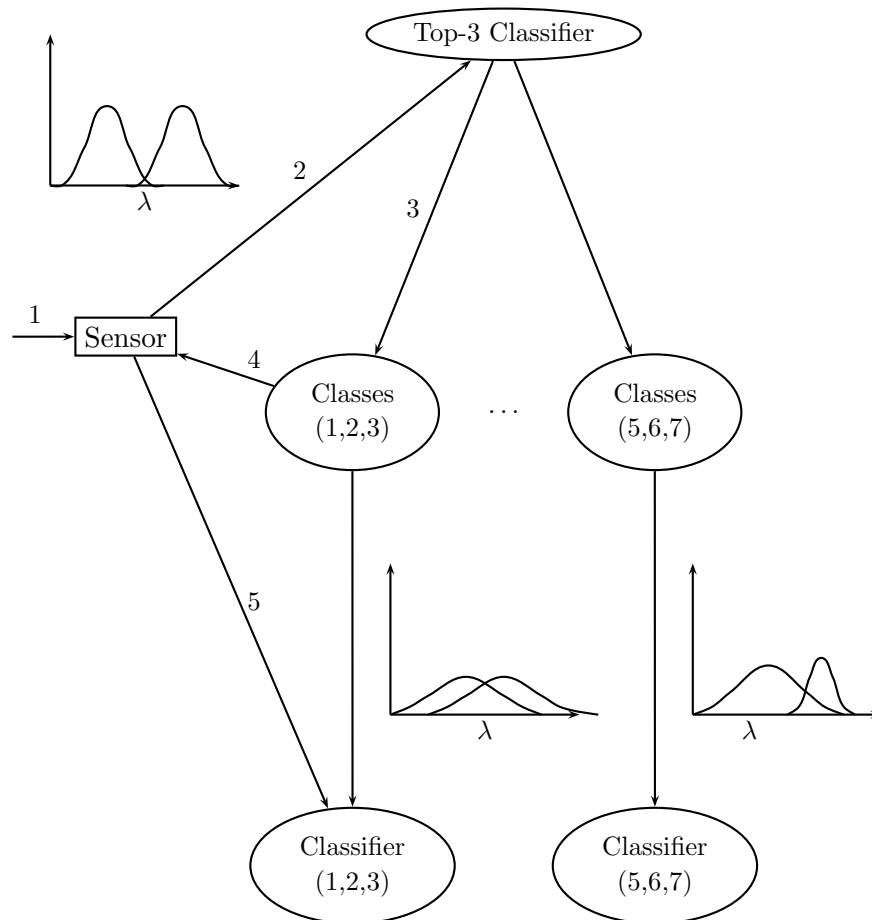 Top-3 Classifier
2
λ
3
1
Sensor
4
Classes
(1,2,3)
...
Classes
(5,6,7)
5
λ
λ
Classifier
(1,2,3)
Classifier
(5,6,7)